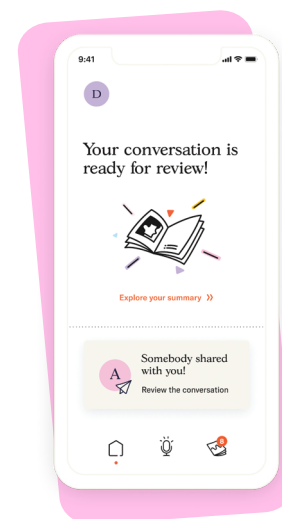 9:41
D
Your conversation is
ready for review!
Explore your summary »
Somebody shared
with you!
A
Review the conversation
8